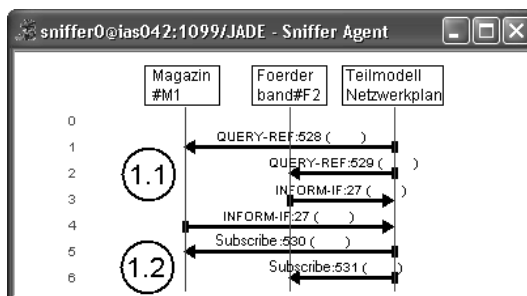 sniffer0@ias042:1099/JADE - Sniffer Agent
Magazin
#M1
Foerder
band#F2
Teilmodell
Netzwerkplan
0
1
QUERY-REF:528 ( )
2
QUERY-REF:529 ( )
1.1
3
INFORM-IF:27 ( )
4
INFORM-IF:27 ( )
5
Subscribe:530 ( )
1.2
6
Subscribe:531 ( )